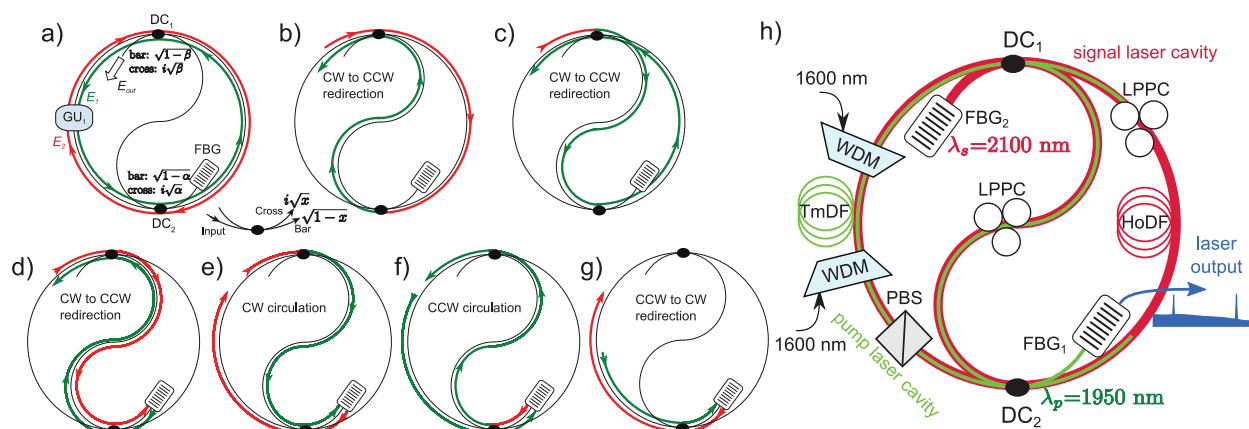 a)
DC₁
bar: √1−β
cross: i√β
E_out
E₁
GU₁
E₂
FBG
bar: √1−α
cross: i√α
DC₂
i√x
Cross
√1−x
Input
Bar
b)
CW to CCW
redirection
c)
CW to CCW
redirection
d)
CW to CCW
redirection
e)
CW circulation
f)
CCW circulation
g)
CCW to CW
redirection
h)
DC₁
signal laser cavity
1600 nm
LPPC
FBG₂
WDM
λₛ=2100 nm
LPPC
TmDF
HoDF
WDM
laser
output
PBS
1600 nm
FBG₁
pump laser cavity
DC₂
λₚ=1950 nm